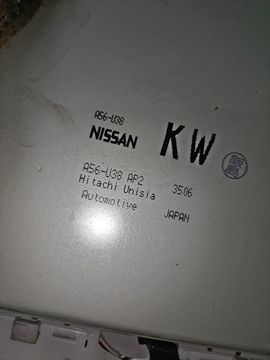 A56-U38
NISSAN KW
A56-U38 AP2 3506
Hitachi Unisia
Automotive JAPAN